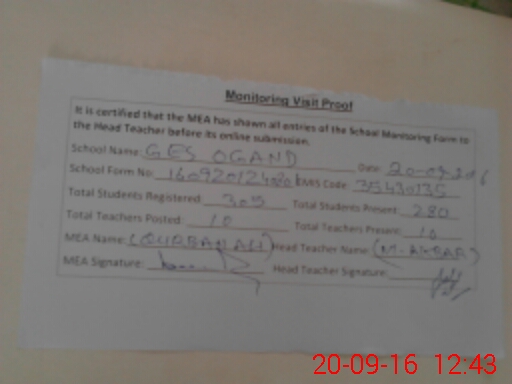 Monitoring Visit Proof
It is certified that the MEA has shown all entries of the School Monitoring Form to
the Head Teacher before its online submission.
School Name: GES OGAND Date: 20-09-2016
School Form No: EMIS Code: 35430135
Total Students Registered: 305 Total Students Present: 280
Total Teachers Posted: 10 Total Teachers Present: 10
MEA Name: (QURBAN ALI) Head Teacher Name: (M. AKBAR)
MEA Signature: Head Teacher Signature:
20-09-16 12:43